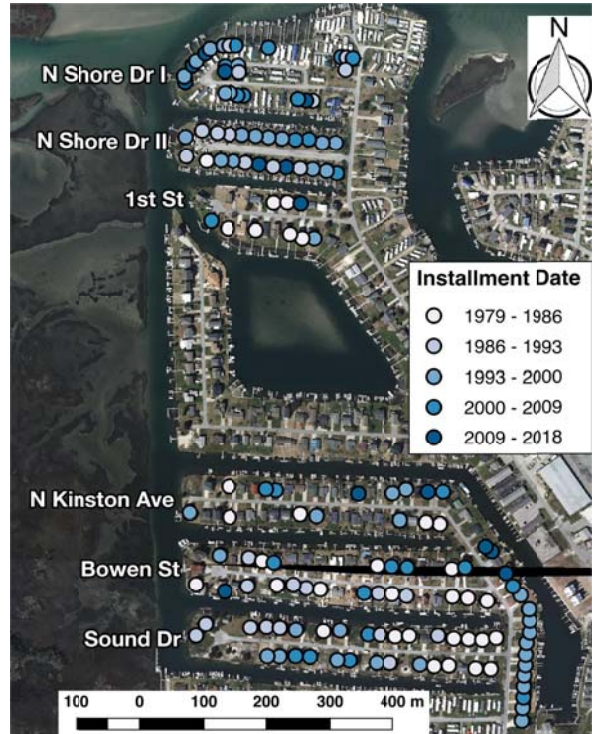 N
N Shore Dr I
N Shore Dr II
1st St
Installment Date
1979 - 1986
1986 - 1993
1993 - 2000
2000 - 2009
2009 - 2018
N Kinston Ave
Bowen St
Sound Dr
100 0 100 200 300 400 m